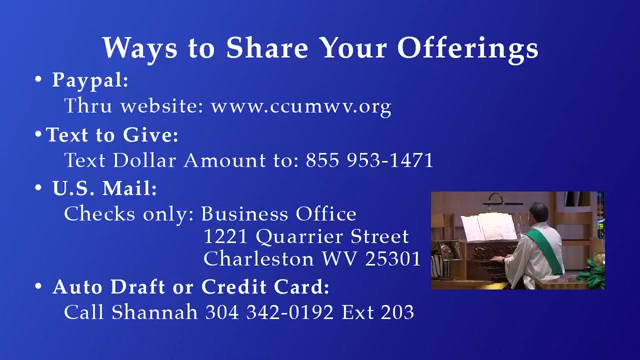 Ways to Share Your Offerings
• Paypal:
Thru website: www.ccumwv.org
• Text to Give:
Text Dollar Amount to: 855 953-1471
• U.S. Mail:
Checks only: Business Office
1221 Quarrier Street
Charleston WV 25301
• Auto Draft or Credit Card:
Call Shannah 304 342-0192 Ext 203